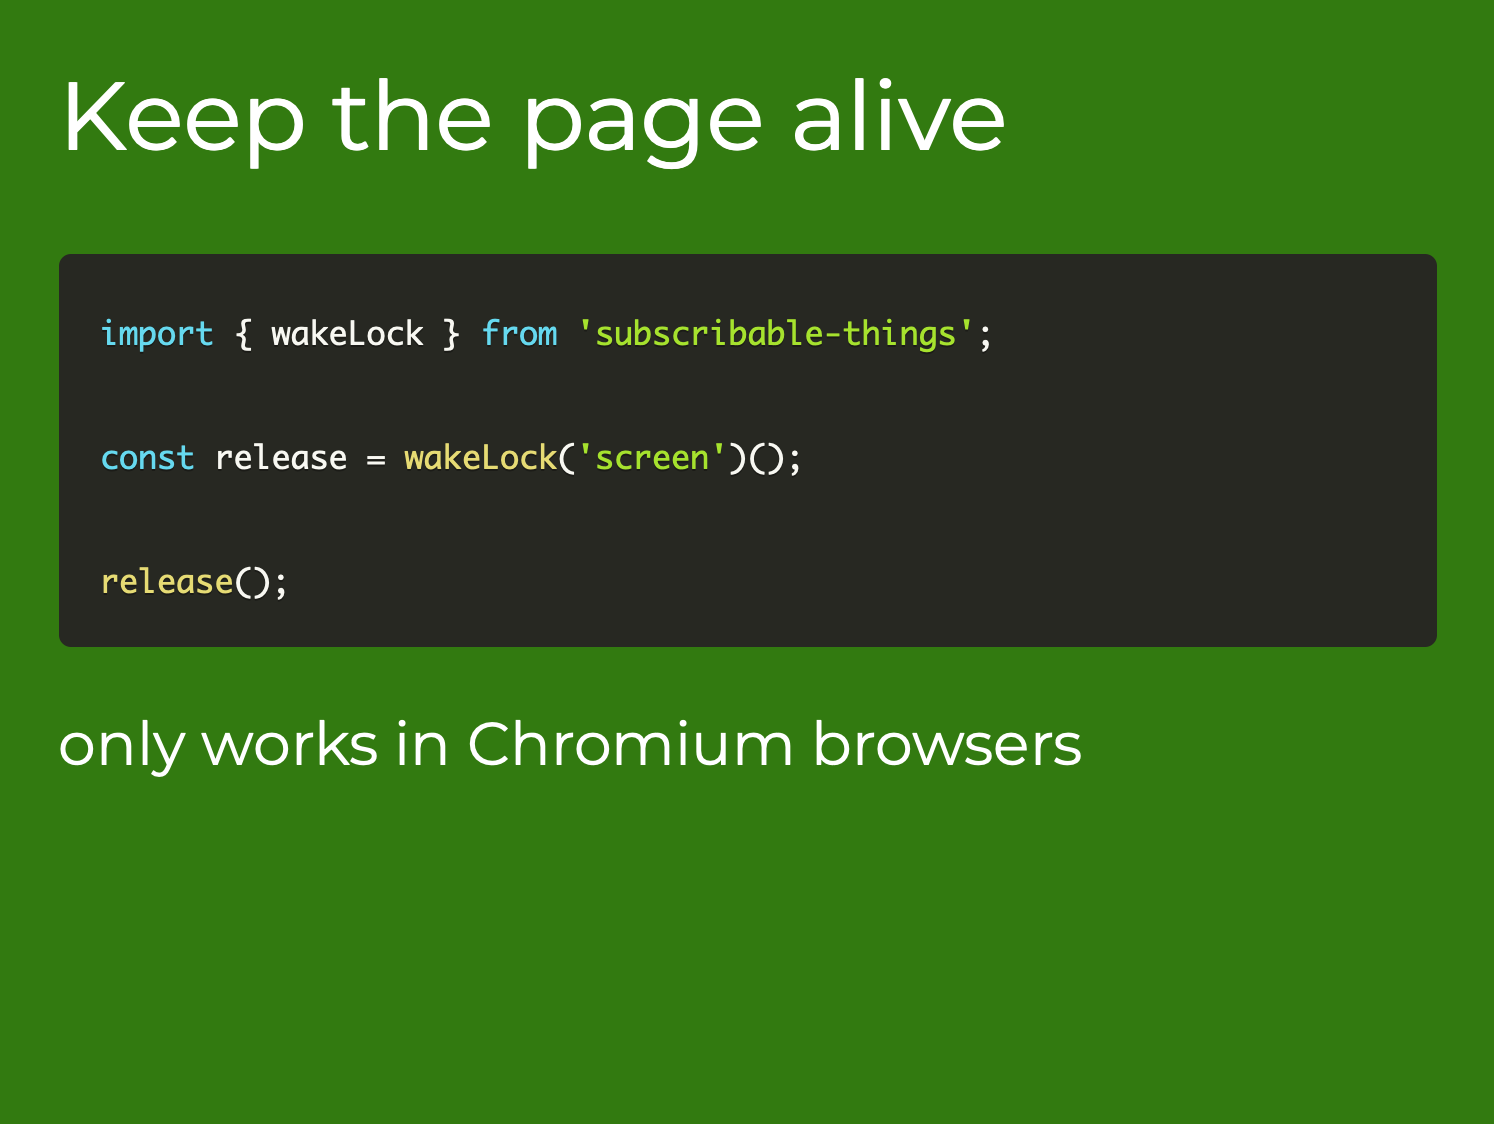 Keep the page alive
import { wakeLock } from 'subscribable-things';
const release = wakeLock('screen')();
release();
only works in Chromium browsers